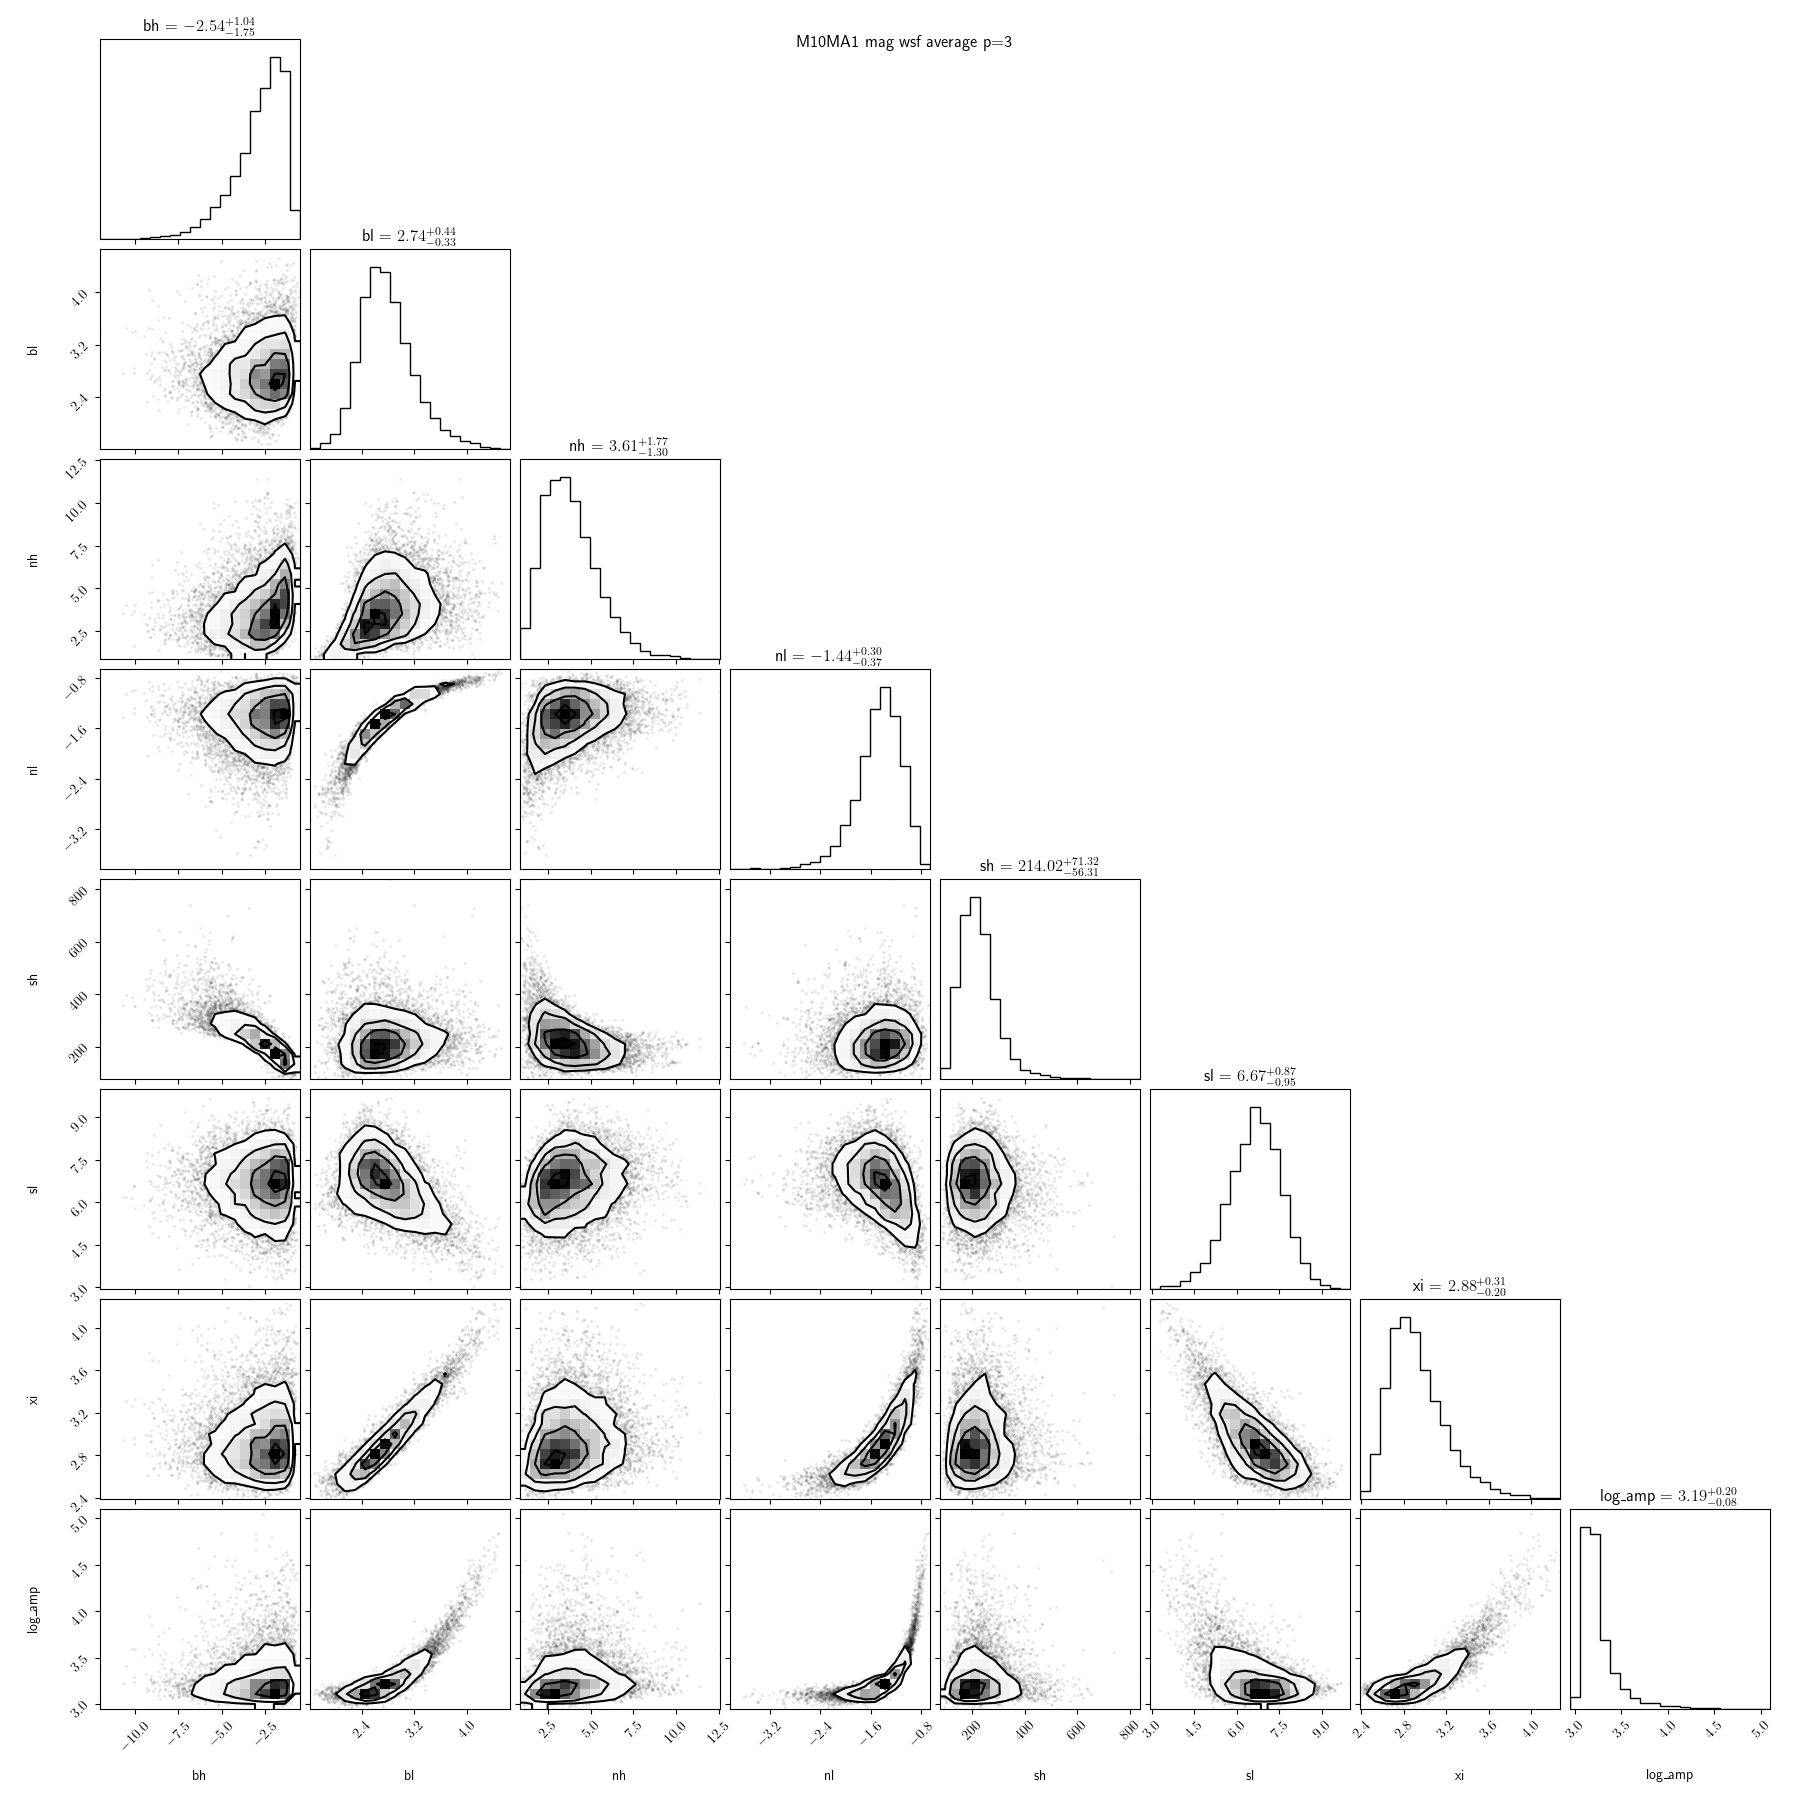 bh = −2.54+1.04−1.75
M10MA1 mag wsf average p=3
bl = 2.74+0.44−0.33
bl
4.0
3.2
2.4
nh = 3.61+1.77−1.30
nh
12.5
10.0
7.5
5.0
2.5
nl = −1.44+0.30−0.37
nl
−0.8
−1.6
−2.4
−3.2
sh = 214.02+71.32−56.31
sh
800
600
400
200
sl = 6.67+0.87−0.95
sl
9.0
7.5
6.0
4.5
3.0
xi = 2.88+0.31−0.20
xi
4.0
3.6
3.2
2.8
2.4
log_amp = 3.19+0.20−0.08
log_amp
5.0
4.5
4.0
3.5
3.0
−10.0 −7.5 −5.0 −2.5 2.4 3.2 4.0 2.5 5.0 7.5 10.0 12.5 −3.2 −2.4 −1.6 −0.8 200 400 600 800 3.0 4.5 6.0 7.5 9.0 2.4 2.8 3.2 3.6 4.0 3.0 3.5 4.0 4.5 5.0
bh bl nh nl sh sl xi log_amp